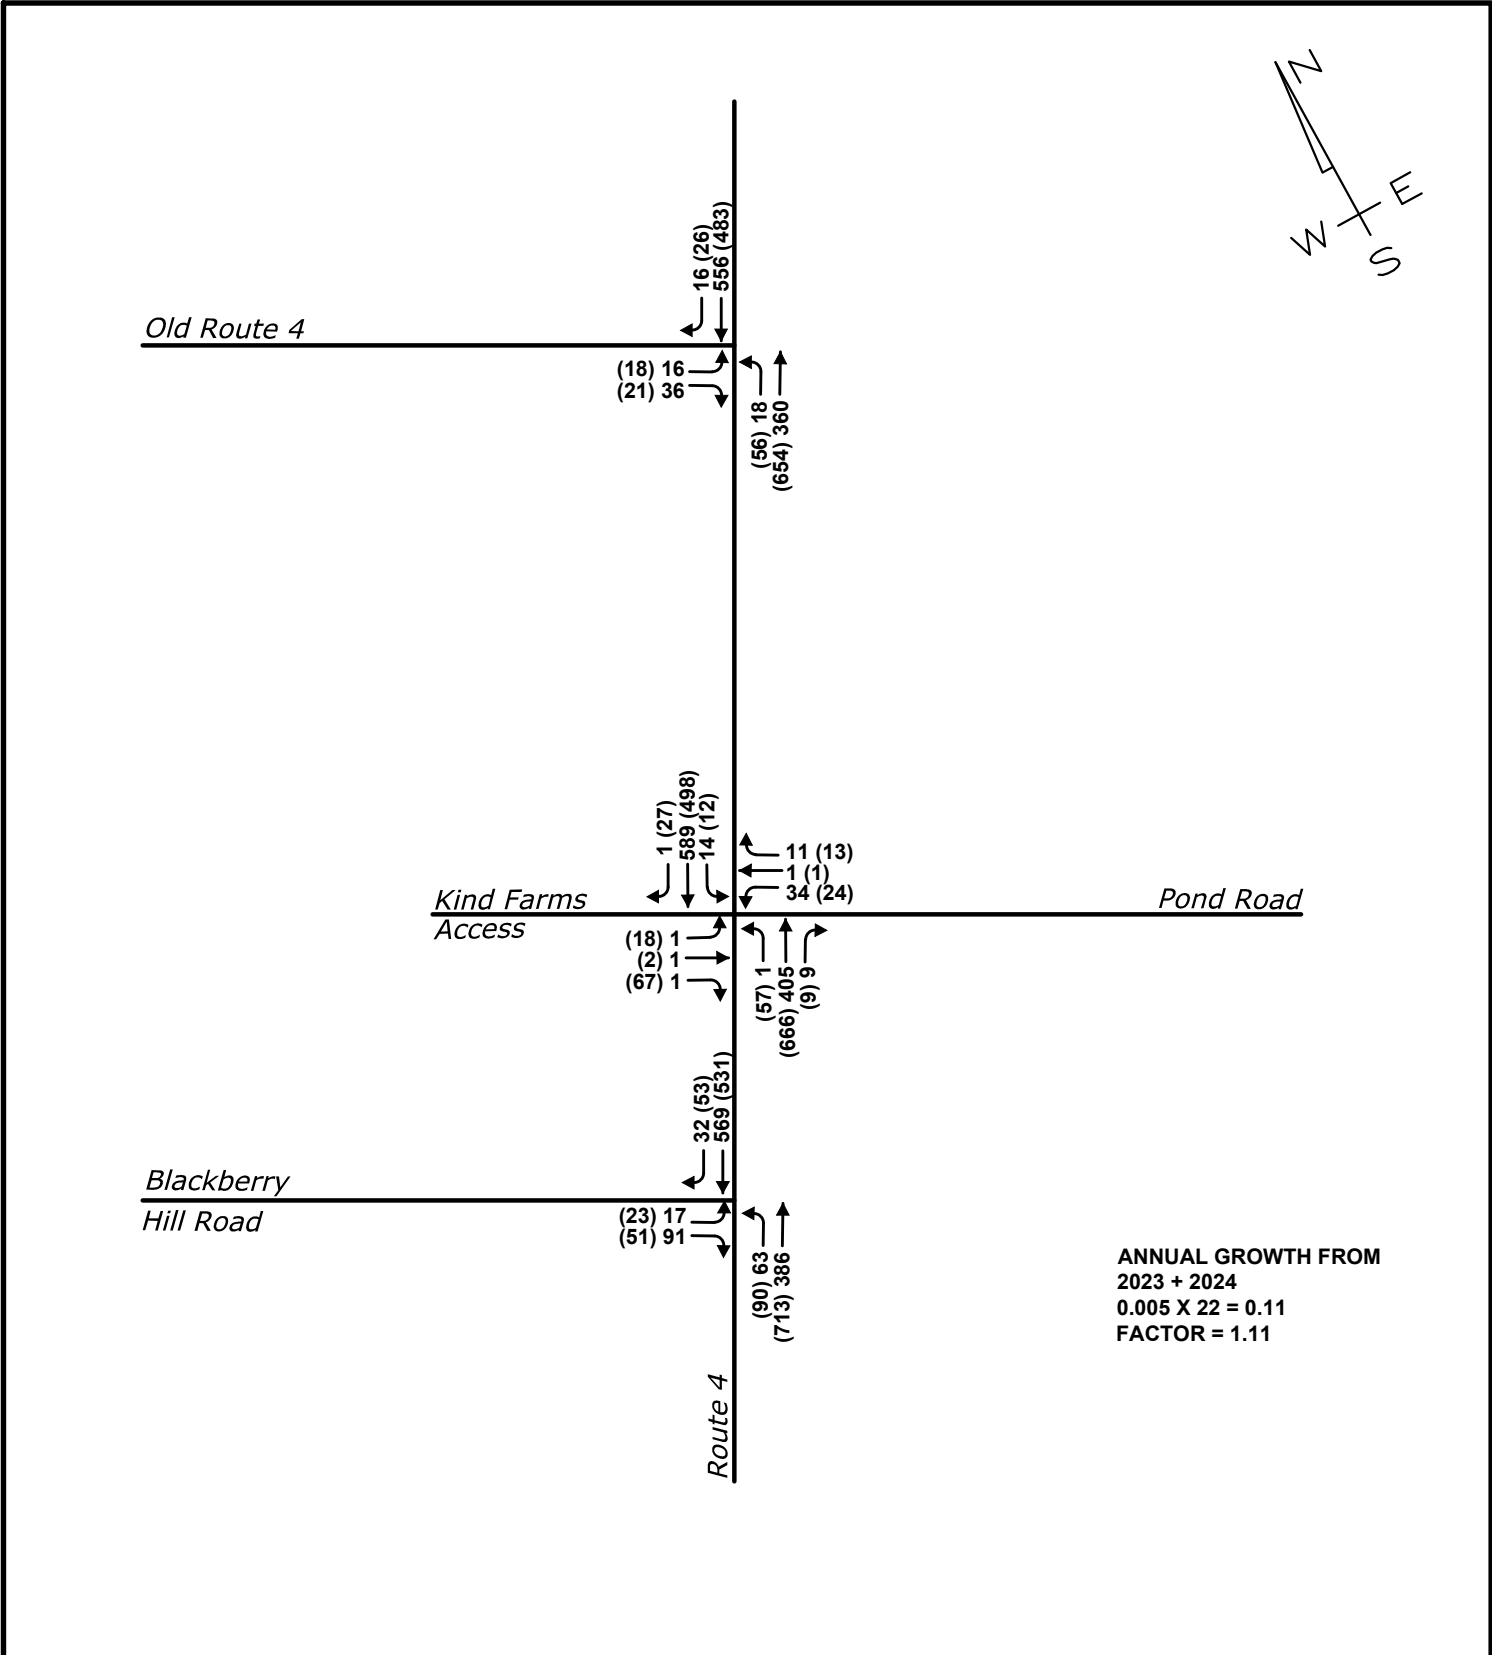 N
E
W
S
16 (26)
556 (483)
Old Route 4
(18) 16
(21) 36
(56) 18
(654) 360
1 (27)
589 (498)
14 (12)
11 (13)
1 (1)
34 (24)
Kind Farms
Access
Pond Road
(18) 1
(2) 1
(67) 1
(57) 1
(666) 405
(9) 9
32 (53)
569 (531)
Blackberry
Hill Road
(23) 17
(51) 91
(90) 63
(713) 386
ANNUAL GROWTH FROM
2023 + 2024
0.005 X 22 = 0.11
FACTOR = 1.11
Route 4